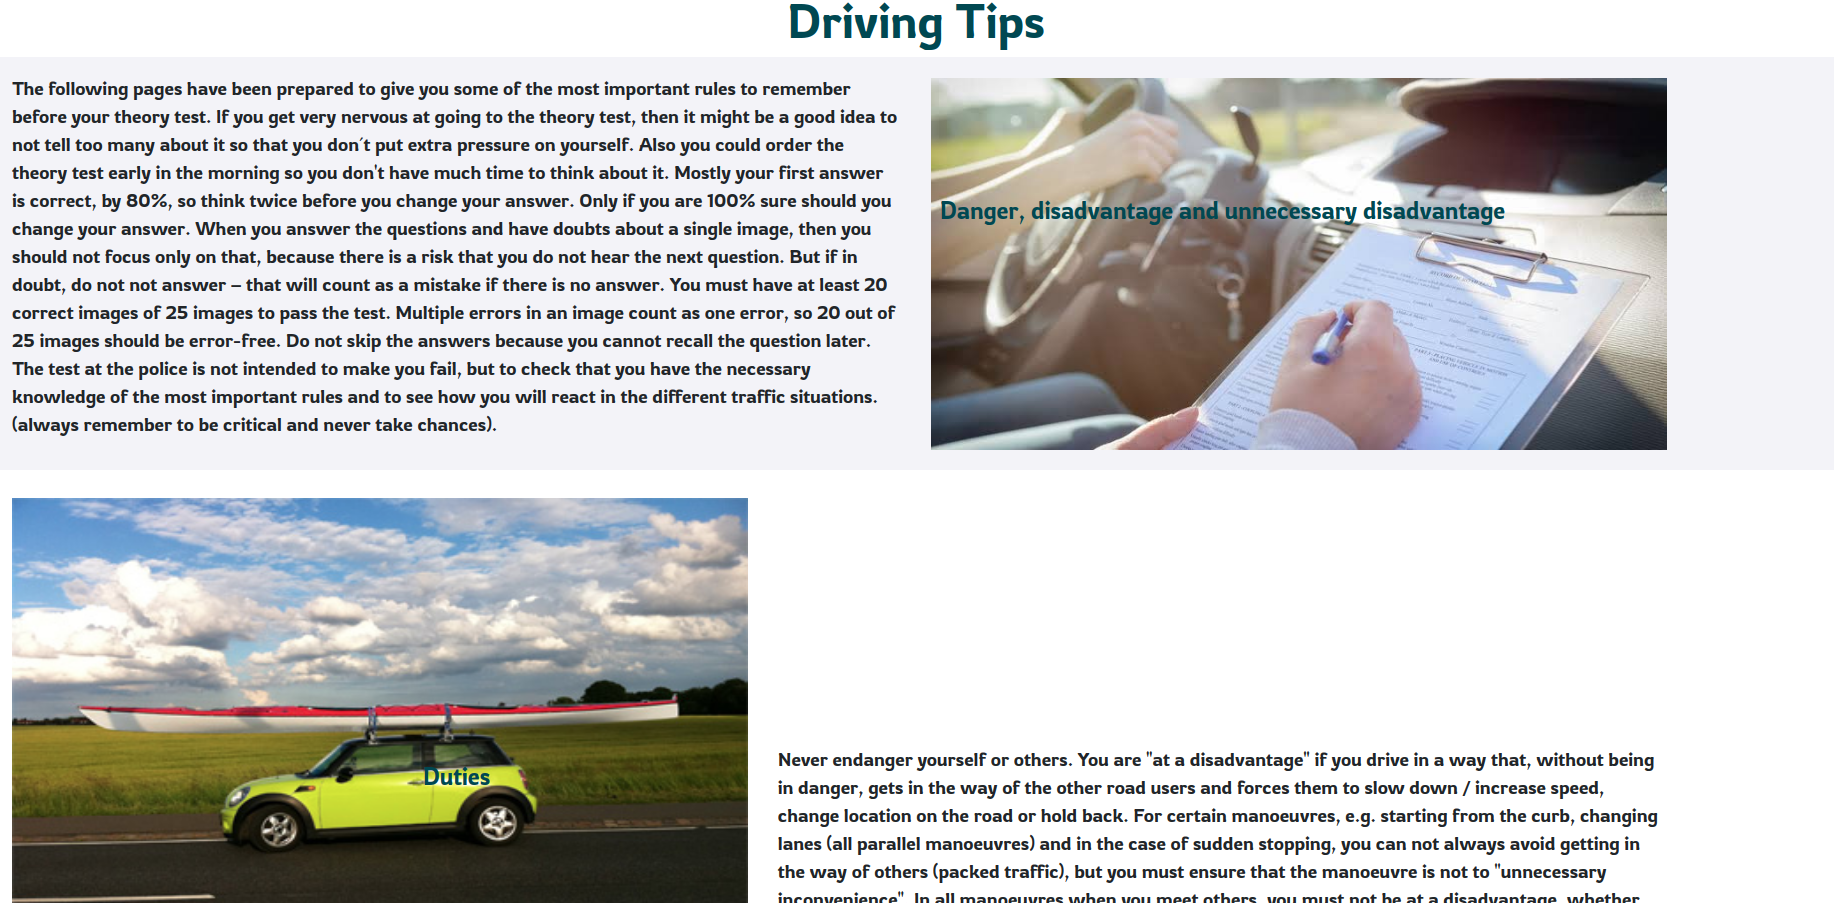 Driving Tips
The following pages have been prepared to give you some of the most important rules to remember
before your theory test. If you get very nervous at going to the theory test, then it might be a good idea to
not tell too many about it so that you don´t put extra pressure on yourself. Also you could order the
theory test early in the morning so you don't have much time to think about it. Mostly your first answer
is correct, by 80%, so think twice before you change your answer. Only if you are 100% sure should you
change your answer. When you answer the questions and have doubts about a single image, then you
should not focus only on that, because there is a risk that you do not hear the next question. But if in
doubt, do not not answer – that will count as a mistake if there is no answer. You must have at least 20
correct images of 25 images to pass the test. Multiple errors in an image count as one error, so 20 out of
25 images should be error-free. Do not skip the answers because you cannot recall the question later.
The test at the police is not intended to make you fail, but to check that you have the necessary
knowledge of the most important rules and to see how you will react in the different traffic situations.
(always remember to be critical and never take chances).
Danger, disadvantage and unnecessary disadvantage
Duties
Never endanger yourself or others. You are "at a disadvantage" if you drive in a way that, without being
in danger, gets in the way of the other road users and forces them to slow down / increase speed,
change location on the road or hold back. For certain manoeuvres, e.g. starting from the curb, changing
lanes (all parallel manoeuvres) and in the case of sudden stopping, you can not always avoid getting in
the way of others (packed traffic), but you must ensure that the manoeuvre is not to "unnecessary
inconvenience". In all manoeuvres when you meet others, you must not be at a disadvantage, whether